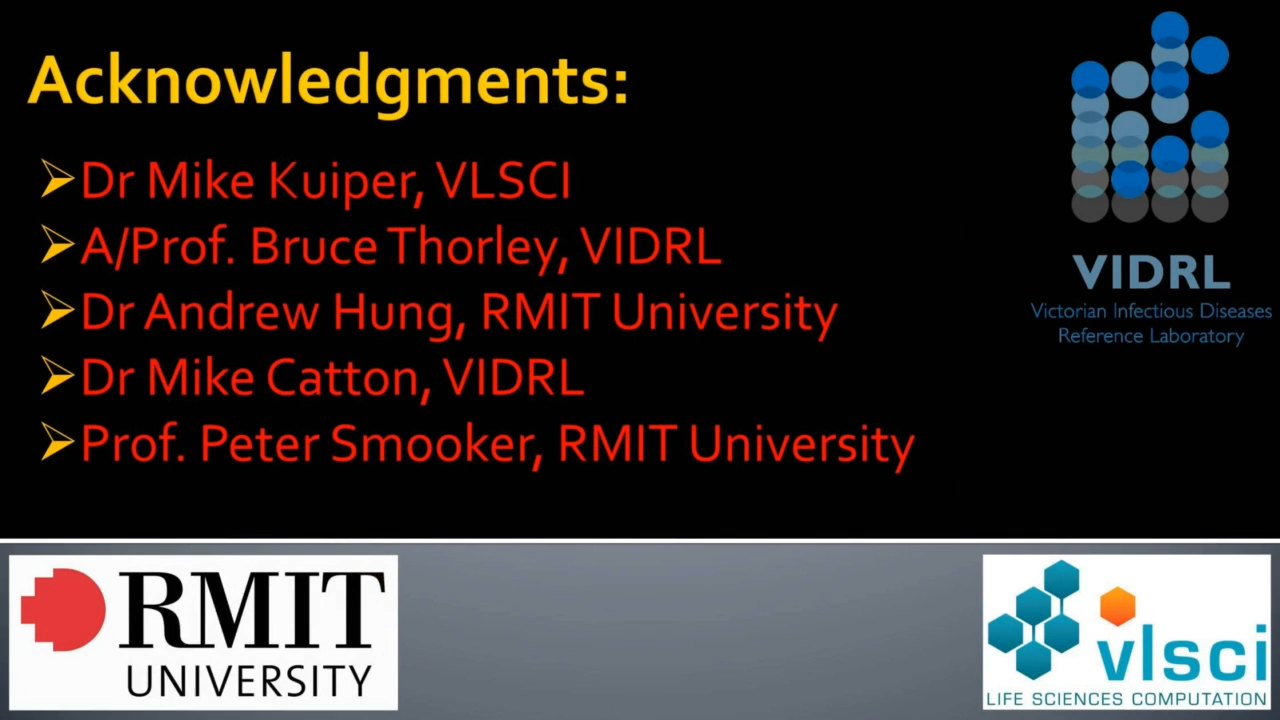 Acknowledgments:
➢Dr Mike Kuiper, VLSCI
➢A/Prof. Bruce Thorley, VIDRL
➢Dr Andrew Hung, RMIT University
➢Dr Mike Catton, VIDRL
➢Prof. Peter Smooker, RMIT University
VIDRL
Victorian Infectious Diseases
Reference Laboratory
RMIT
UNIVERSITY
vlsci
LIFE SCIENCES COMPUTATION